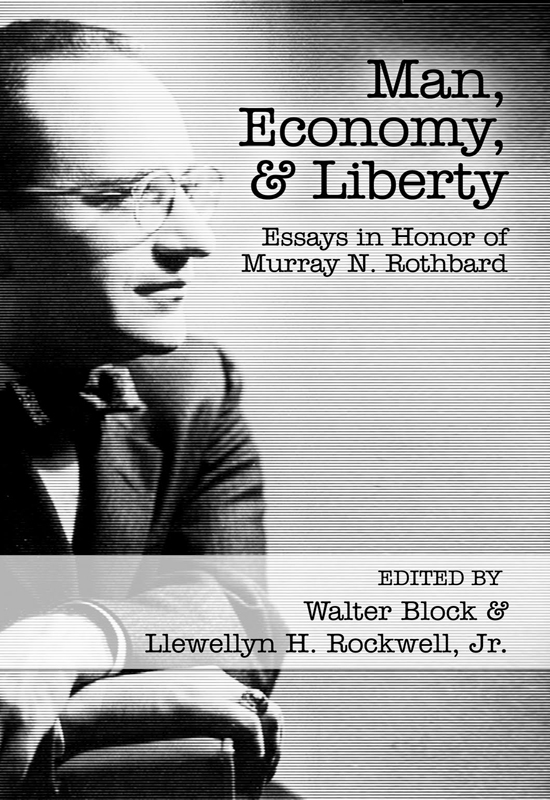 Man,
Economy,
& Liberty
Essays in Honor of
Murray N. Rothbard
EDITED BY
Walter Block &
Llewellyn H. Rockwell, Jr.